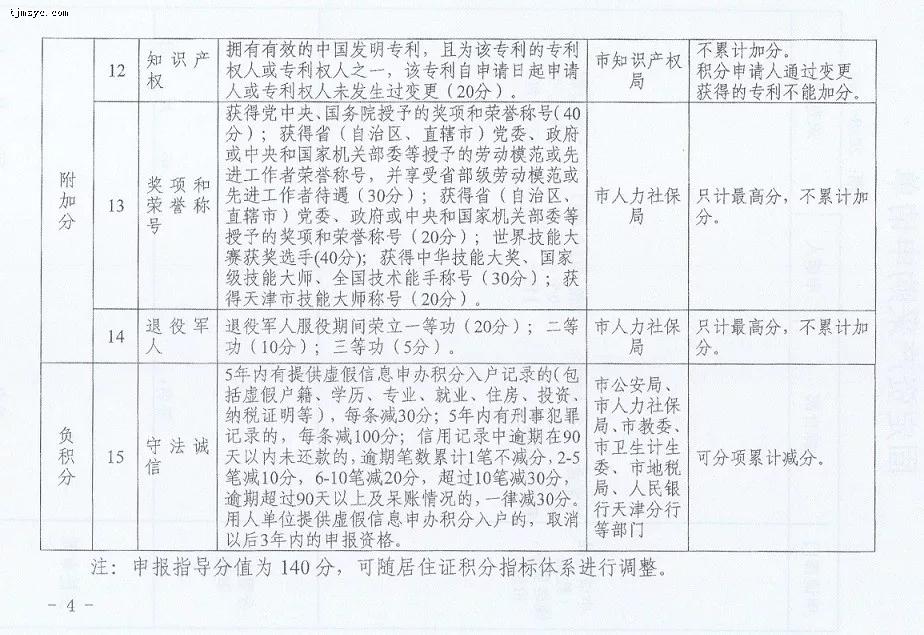 tjmsyc.com
附加分
12
知识产权
拥有有效的中国发明专利，且为该专利的专利
权人或专利权人之一，该专利自申请日起申请
人或专利权人未发生过变更（20分）。
市知识产权
局
不累计加分。
积分申请人通过变更
获得的专利不能加分。
13
奖项和
荣誉称
号
获得党中央、国务院授予的奖项和荣誉称号（40
分）；获得省（自治区、直辖市）党委、政府
或中央和国家机关部委等授予的劳动模范或先
进工作者荣誉称号，并享受省部级劳动模范或
先进工作者待遇（30分）；获得省（自治区、
直辖市）党委、政府或中央和国家机关部委等
授予的奖项和荣誉称号（20分）；世界技能大
赛获奖选手(40分)；获得中华技能大奖、国家
级技能大师、全国技术能手称号（30分）；获
得天津市技能大师称号（20分）。
市人力社保
局
只计最高分，不累计加
分。
14
退役军
人
退役军人服役期间荣立一等功（20分）；二等
功（10分）；三等功（5分）。
市人力社保
局
只计最高分，不累计加
分。
负积分
15
守法诚
信
5年内有提供虚假信息申办积分入户记录的（包
括虚假户籍、学历、专业、就业、住房、投资、
纳税证明等），每条减30分；5年内有刑事犯罪
记录的，每条减100分；信用记录中逾期在90
天以内未还款的，逾期笔数累计1笔不减分，2-5
笔减10分，6-10笔减20分，超过10笔减30分，
逾期超过90天以上及呆账情况的，一律减30分。
用人单位提供虚假信息申办积分入户的，取消
以后3年内的申报资格。
市公安局、
市人力社保
局、市教委、
市卫生计生
委、市地税
局、人民银
行天津分行
等部门
可分项累计减分。
注：申报指导分值为 140 分，可随居住证积分指标体系进行调整。
- 4 -